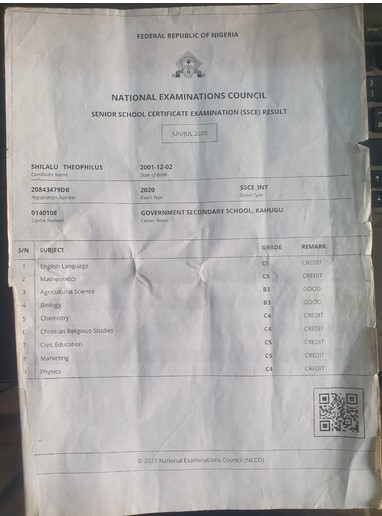 FEDERAL REPUBLIC OF NIGERIA
NATIONAL EXAMINATIONS COUNCIL
SENIOR SCHOOL CERTIFICATE EXAMINATION (SSCE) RESULT
JUN/JUL 2020
SHILALU THEOPHILUS 2001-12-02
Candidate Name Date of Birth
20843479DB 2020 SSCE_INT
Registration Number Exam Year Exam Type
0140108 GOVERNMENT SECONDARY SCHOOL, KAHUGU
Centre Number Centre Name
S/N SUBJECT GRADE REMARK
1 English Language CREDIT
2 Mathematics C5 CREDIT
3 Agricultural Science B3 GOOD
4 Biology B3 GOOD
5 Chemistry C4 CREDIT
6 Christian Religious Studies C4 CREDIT
7 Civic Education C5 CREDIT
8 Marketing C5 CREDIT
9 Physics C4 CREDIT
© 2021 National Examinations Council (NECO)